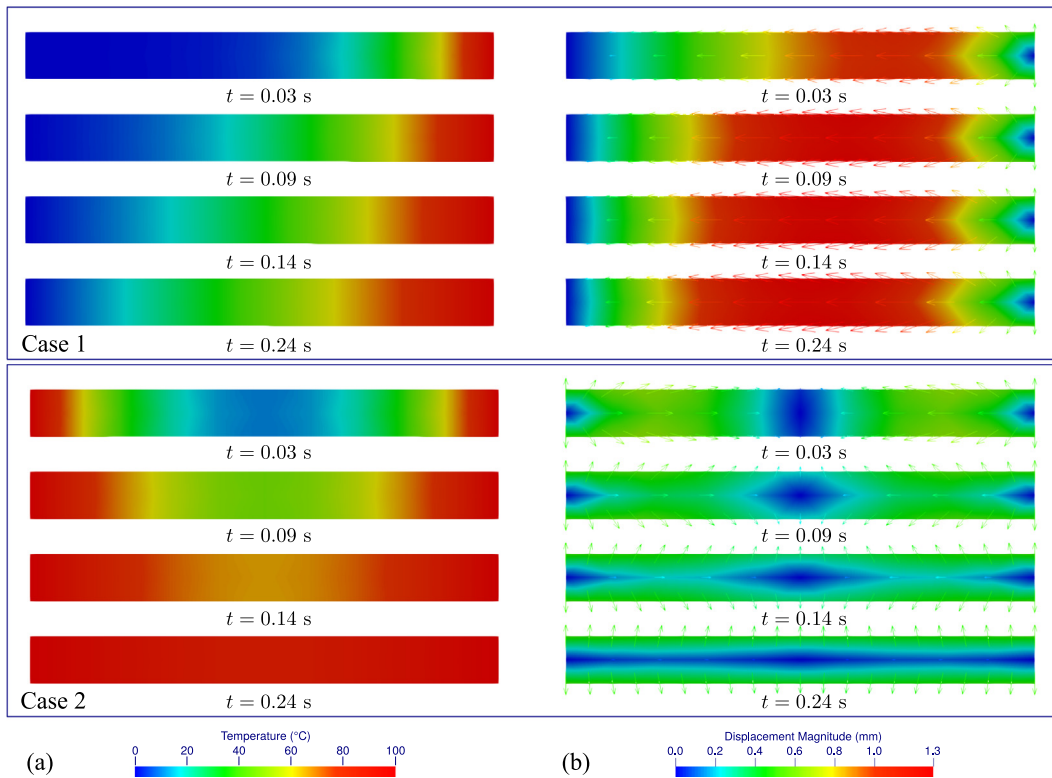 t = 0.03 s t = 0.03 s
t = 0.09 s t = 0.09 s
t = 0.14 s t = 0.14 s
Case 1 t = 0.24 s t = 0.24 s
t = 0.03 s t = 0.03 s
t = 0.09 s t = 0.09 s
t = 0.14 s t = 0.14 s
Case 2 t = 0.24 s t = 0.24 s
(a) Temperature (°C) (b) Displacement Magnitude (mm)
0 20 40 60 80 100 0.0 0.2 0.4 0.6 0.8 1.0 1.3